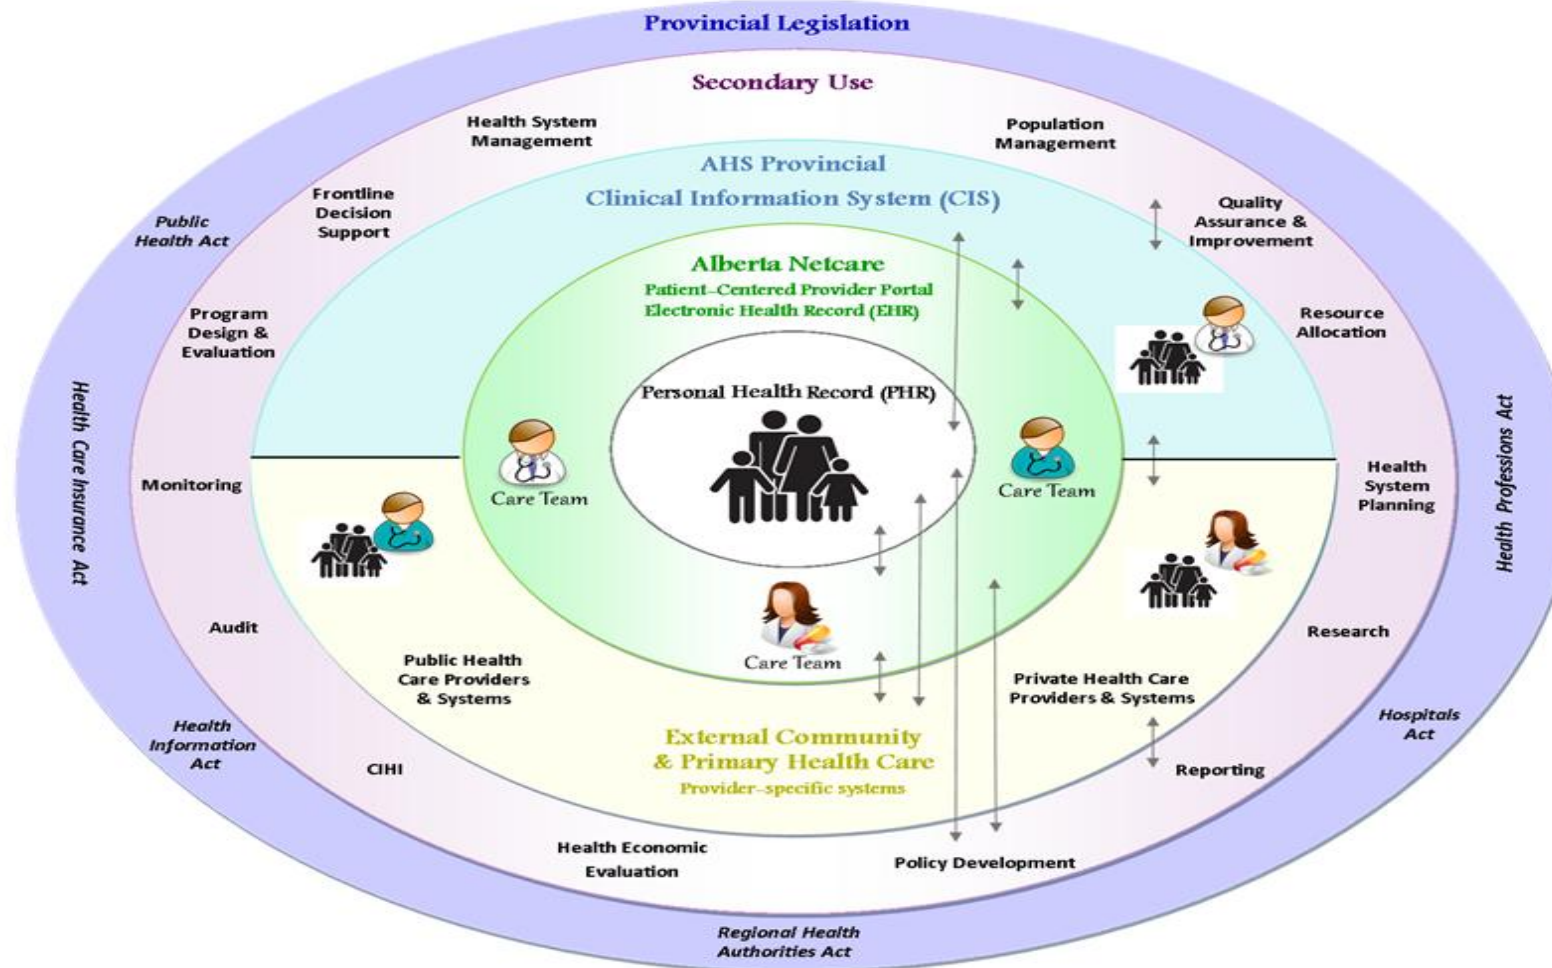 Provincial Legislation
Secondary Use
Health System
Management
Population
Management
AHS Provincial
Clinical Information System (CIS)
Frontline
Decision
Support
Quality
Assurance &
Improvement
Public
Health Act
Alberta Netcare
Patient-Centered Provider Portal
Electronic Health Record (EHR)
Program
Design &
Evaluation
Resource
Allocation
Personal Health Record (PHR)
Health Care Insurance Act
Health Professions Act
Care Team
Care Team
Monitoring
Health
System
Planning
Audit
Research
Care Team
Public Health
Care Providers
& Systems
Private Health Care
Providers & Systems
Health
Information
Act
Hospitals
Act
External Community
& Primary Health Care
Provider-specific systems
CIHI
Reporting
Health Economic
Evaluation
Policy Development
Regional Health
Authorities Act